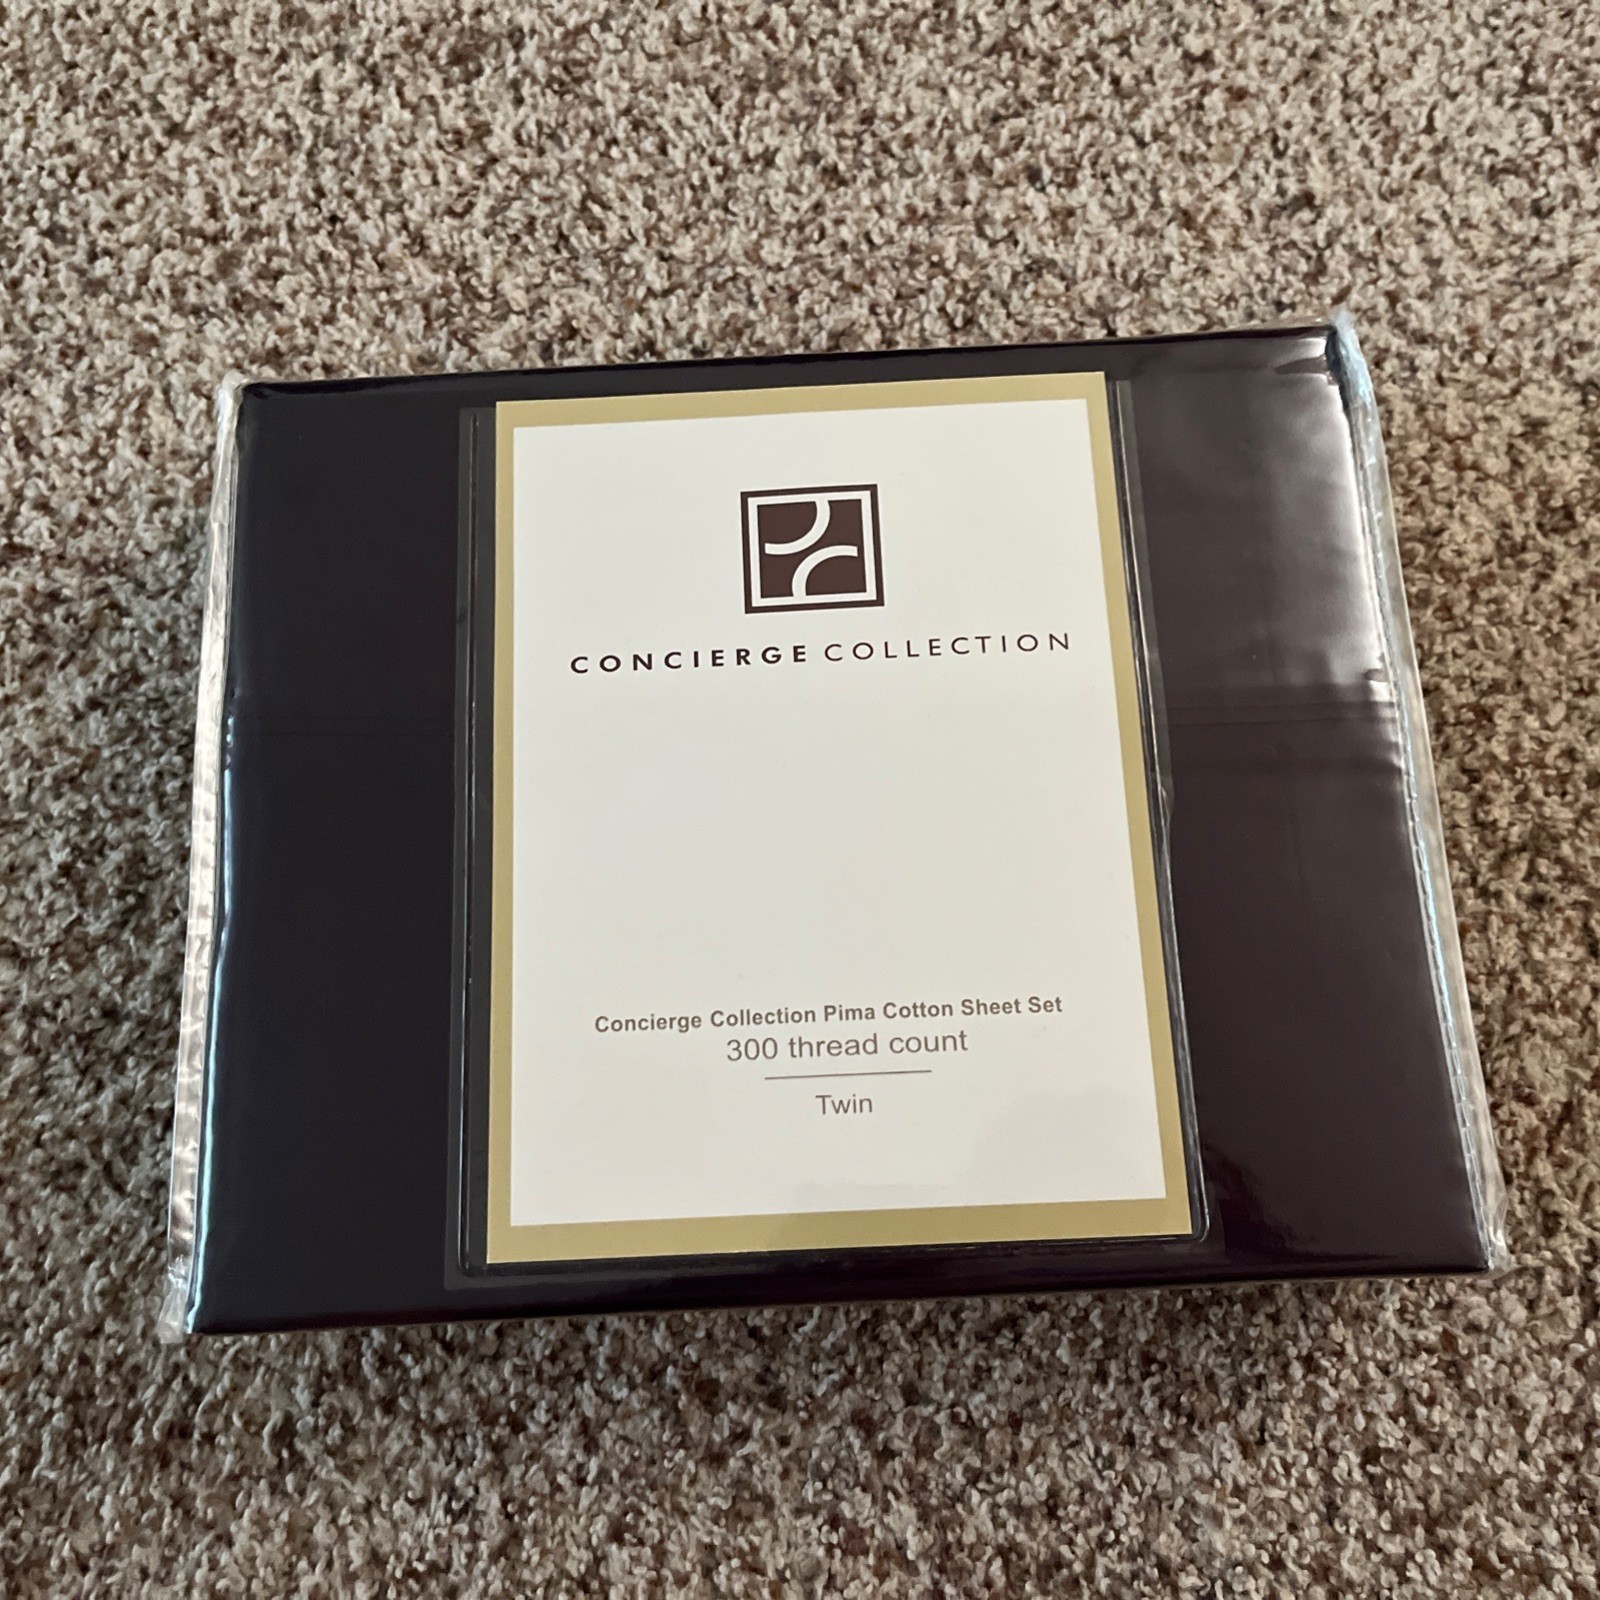 CONCIERGE COLLECTION
Concierge Collection Pima Cotton Sheet Set
300 thread count
Twin